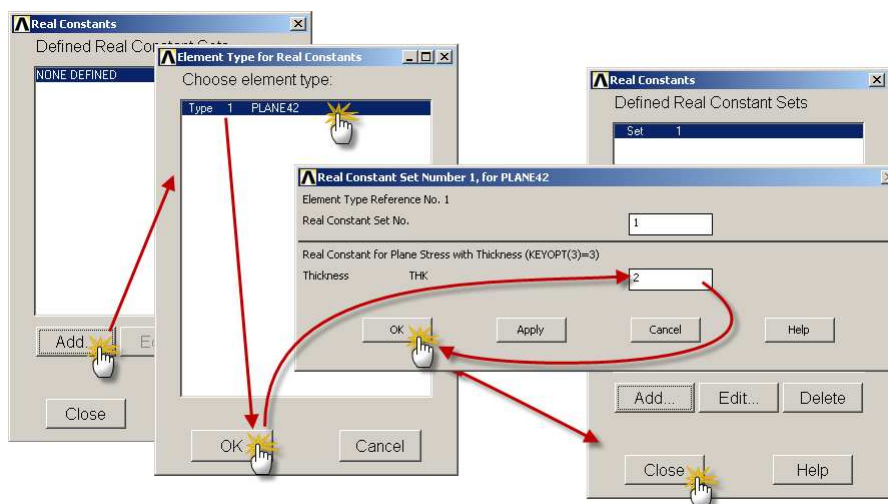 Real Constants
Defined Real Constant Sets
NONE DEFINED
Add...
Close
Element Type for Real Constants
Choose element type:
Type 1 PLANE42
OK
Cancel
Real Constant Set Number 1, for PLANE42
Element Type Reference No. 1
Real Constant Set No.
1
Real Constant for Plane Stress with Thickness (KEYOPT(3)=3)
Thickness THK
2
OK
Apply
Cancel
Help
Real Constants
Defined Real Constant Sets
Set 1
Add...
Edit...
Delete
Close
Help